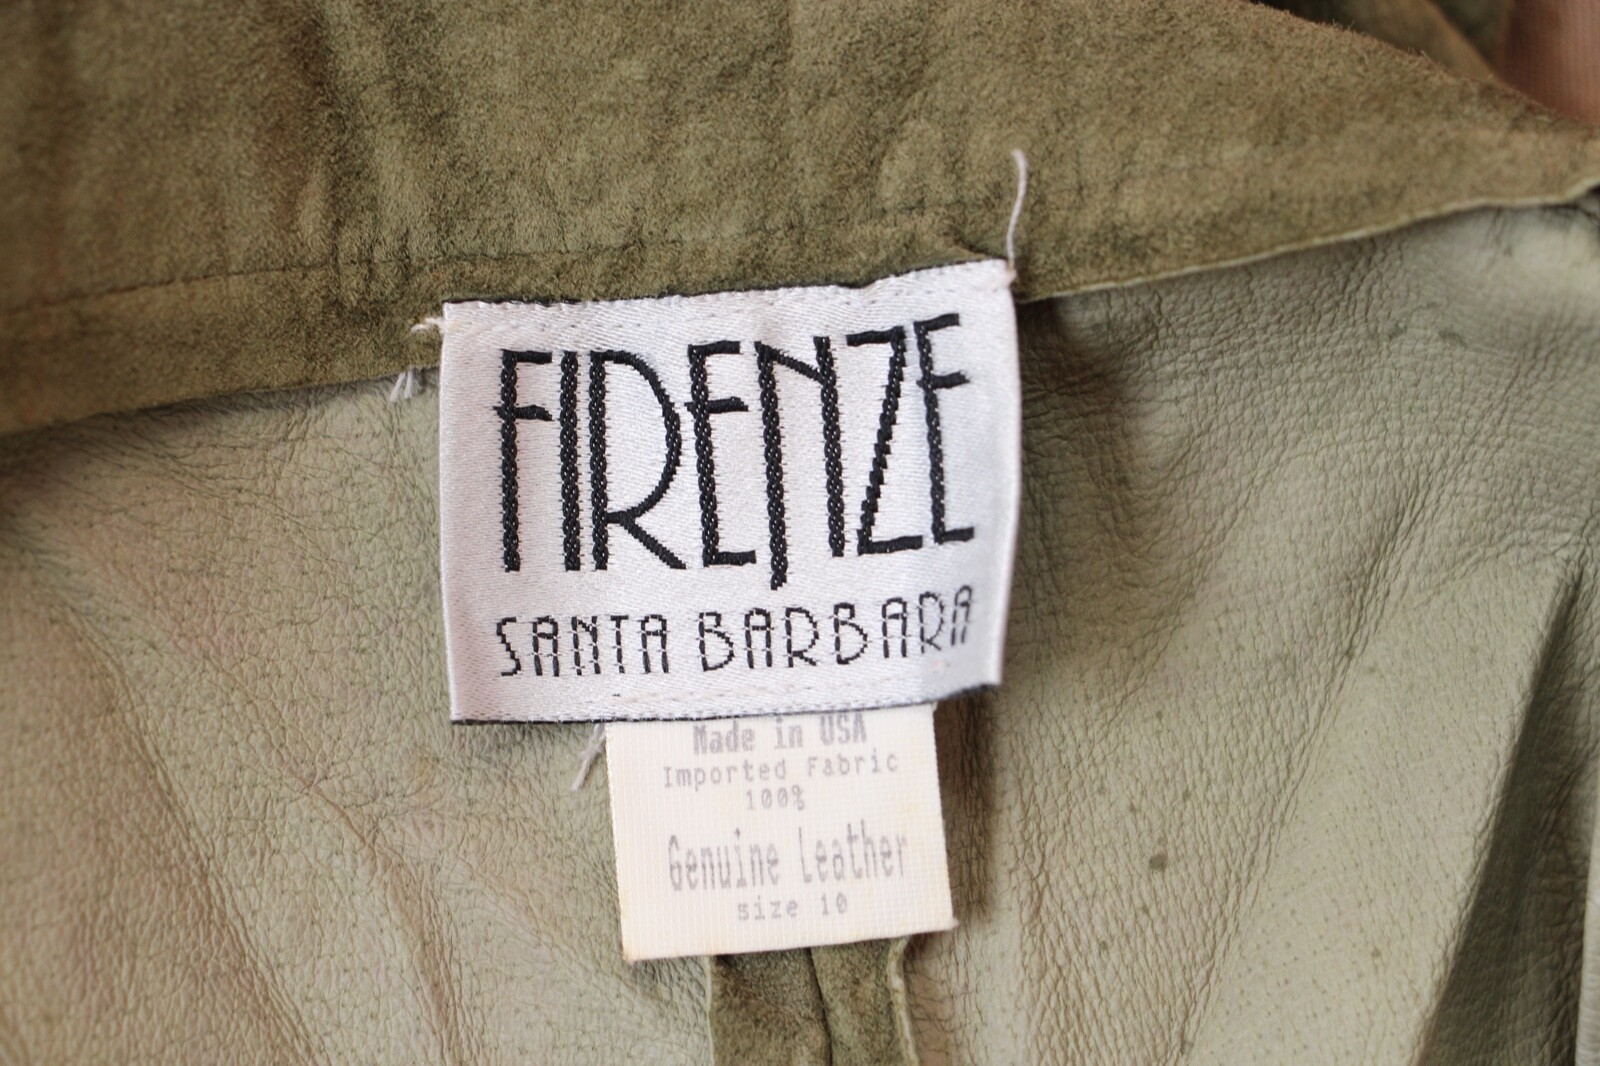 FIRENZE
SANTA BARBARA
Made in USA
Imported Fabric
100%
Genuine Leather
size 10